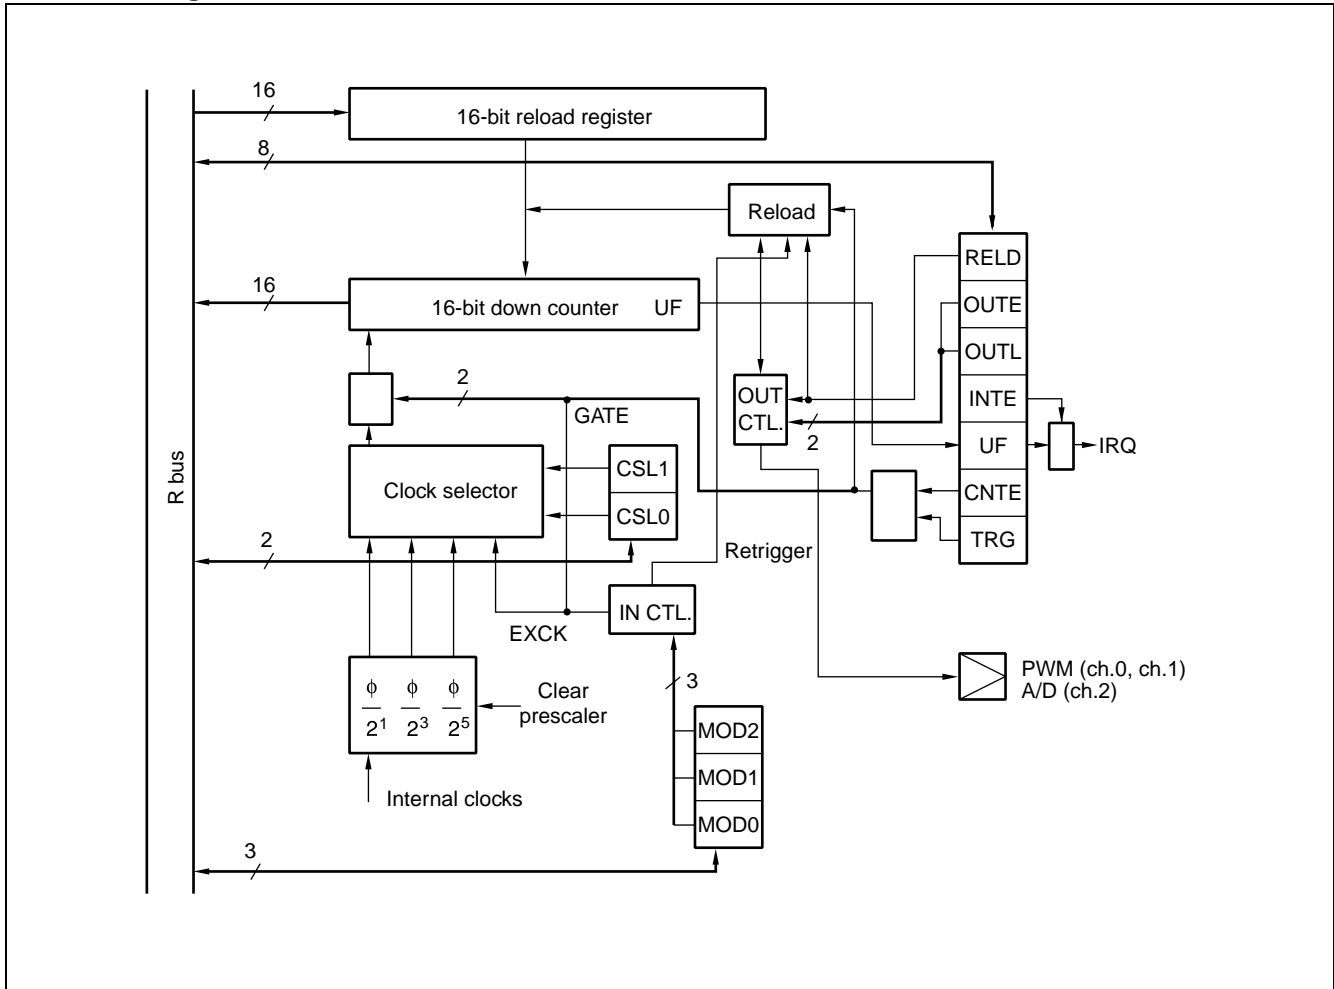 16
16-bit reload register
8
Reload
RELD
16
16-bit down counter UF
OUTE
OUTL
2
GATE
OUT
CTL.
2
INTE
UF
IRQ
R bus
Clock selector
CSL1
CSL0
CNTE
TRG
2
Retrigger
EXCK
IN CTL.
3
φ
2¹
φ
2³
φ
2⁵
Clear
prescaler
PWM (ch.0, ch.1)
A/D (ch.2)
MOD2
MOD1
MOD0
Internal clocks
3